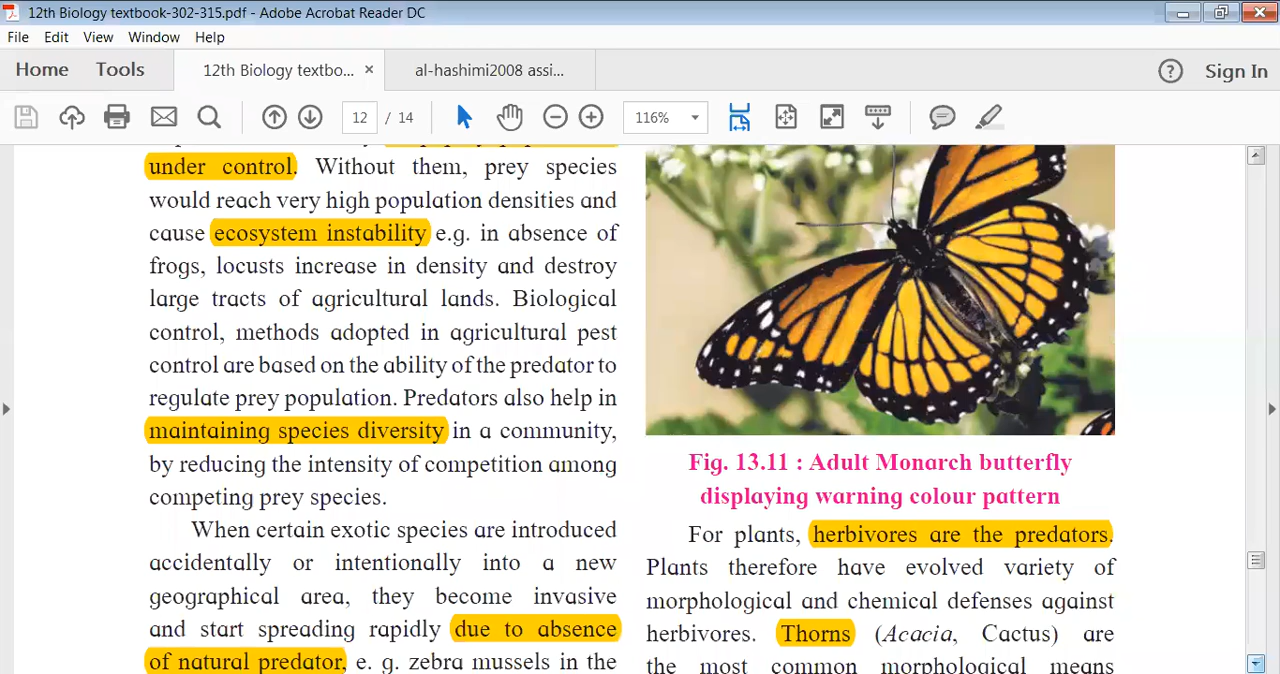 12th Biology textbook-302-315.pdf - Adobe Acrobat Reader DC
File Edit View Window Help
Home Tools 12th Biology textbo... × al-hashimi2008 assi... ? Sign In
12 / 14 116%
under control. Without them, prey species
would reach very high population densities and
cause ecosystem instability e.g. in absence of
frogs, locusts increase in density and destroy
large tracts of agricultural lands. Biological
control, methods adopted in agricultural pest
control are based on the ability of the predator to
regulate prey population. Predators also help in
maintaining species diversity in a community,
by reducing the intensity of competition among
competing prey species.
When certain exotic species are introduced
accidentally or intentionally into a new
geographical area, they become invasive
and start spreading rapidly due to absence
of natural predator, e. g. zebra mussels in the
Fig. 13.11 : Adult Monarch butterfly
displaying warning colour pattern
For plants, herbivores are the predators.
Plants therefore have evolved variety of
morphological and chemical defenses against
herbivores. Thorns (Acacia, Cactus) are
the most common morphological means